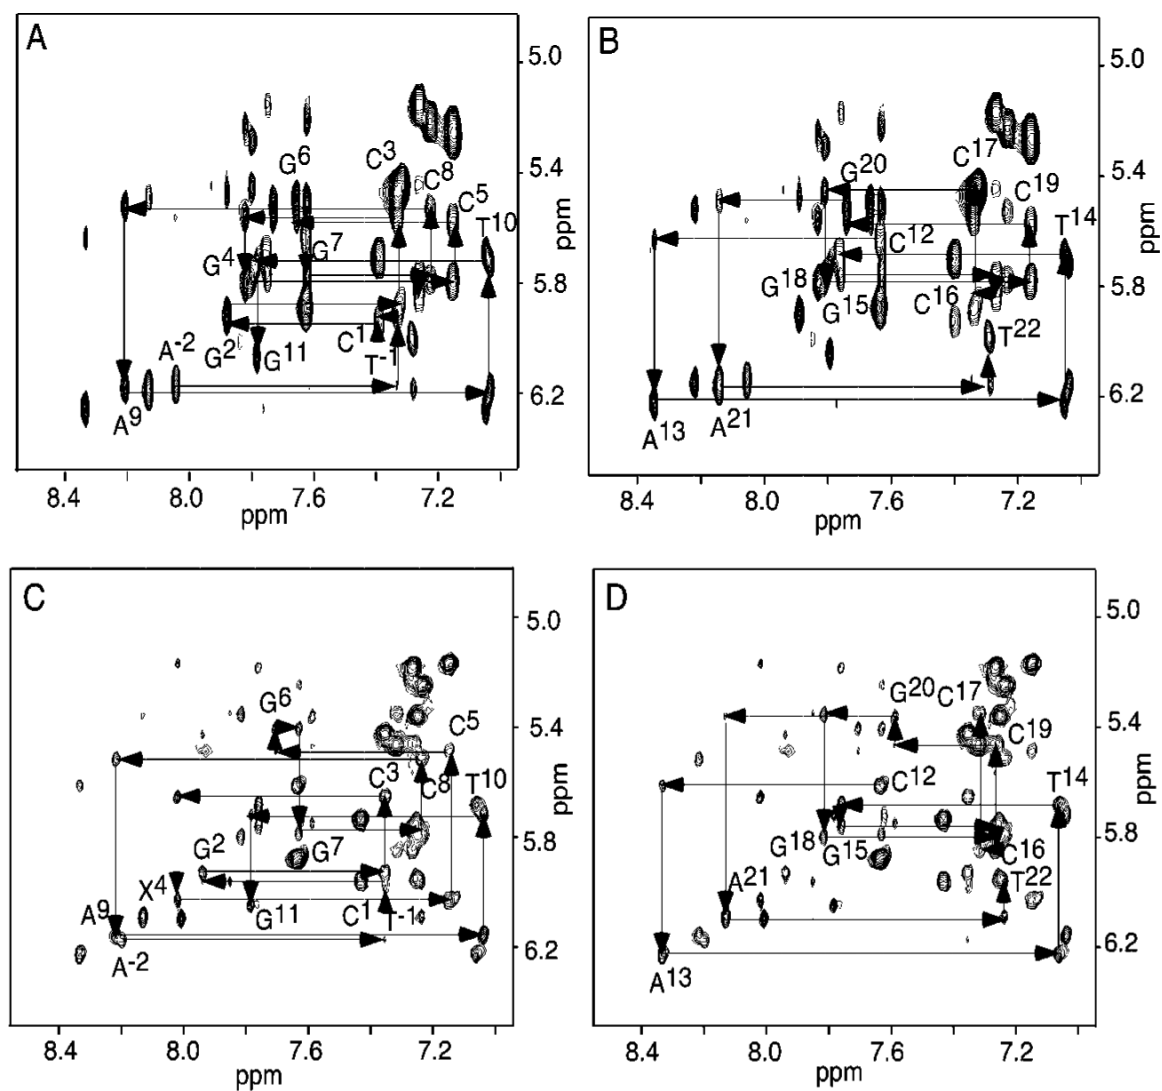 A
B
5.0
5.0
G6
C3
C8
C5
T10
G20
C17
C19
T14
5.4
5.4
ppm
ppm
G4
G7
G18
C12
G15
C16
T22
5.8
5.8
A-2
G2
G11
C1
T-1
A9
A13
A21
6.2
6.2
8.4 8.0 7.6 7.2
8.4 8.0 7.6 7.2
ppm
ppm
C
D
5.0
5.0
G6
C5
G20
C17
C19
5.4
5.4
C3
C8
T10
C12
T14
ppm
ppm
G2
G7
G18
G15
C16
5.8
5.8
X4
A9
G11
C1
T-1
A21
T22
A-2
A13
6.2
6.2
8.4 8.0 7.6 7.2
8.4 8.0 7.6 7.2
ppm
ppm